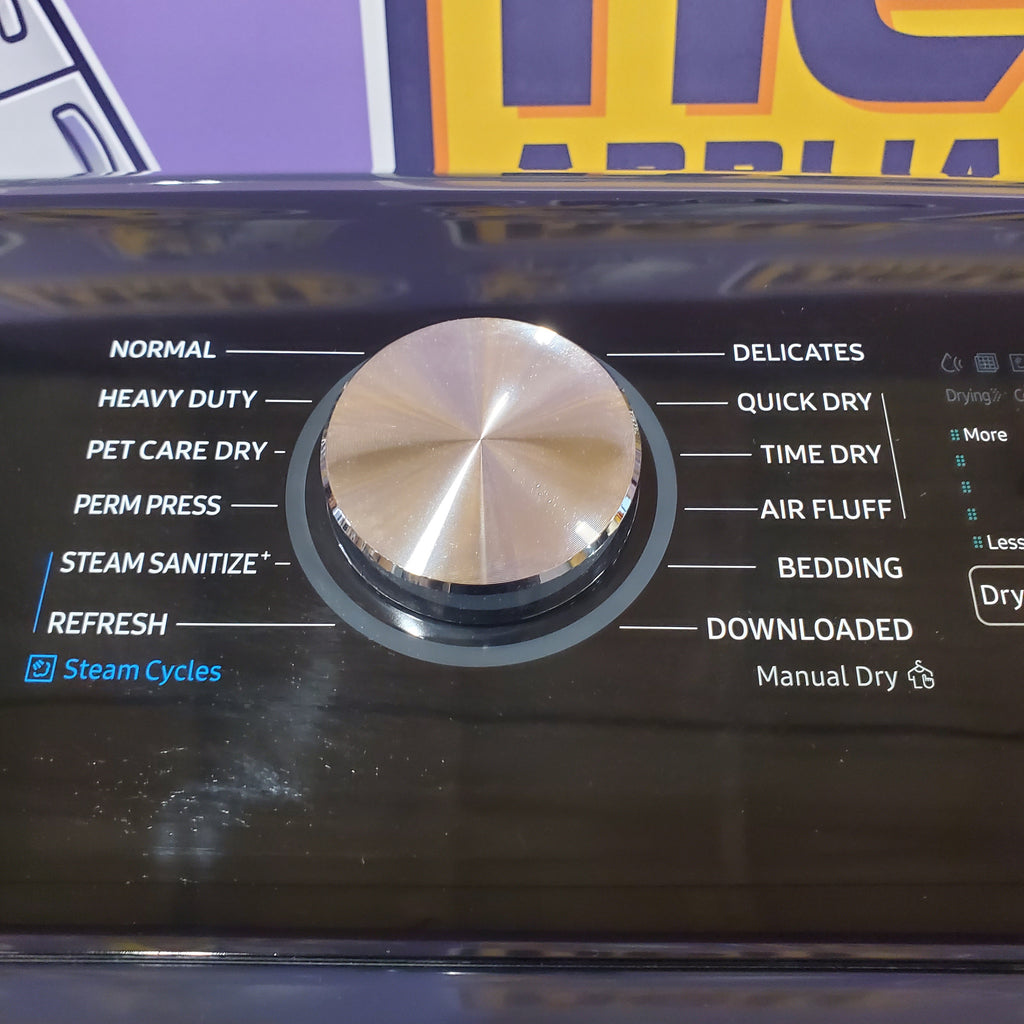 NORMAL
HEAVY DUTY
PET CARE DRY
PERM PRESS
STEAM SANITIZE+
REFRESH
Steam Cycles
DELICATES
QUICK DRY
TIME DRY
AIR FLUFF
BEDDING
DOWNLOADED
Manual Dry
Drying
More
Less
Dry